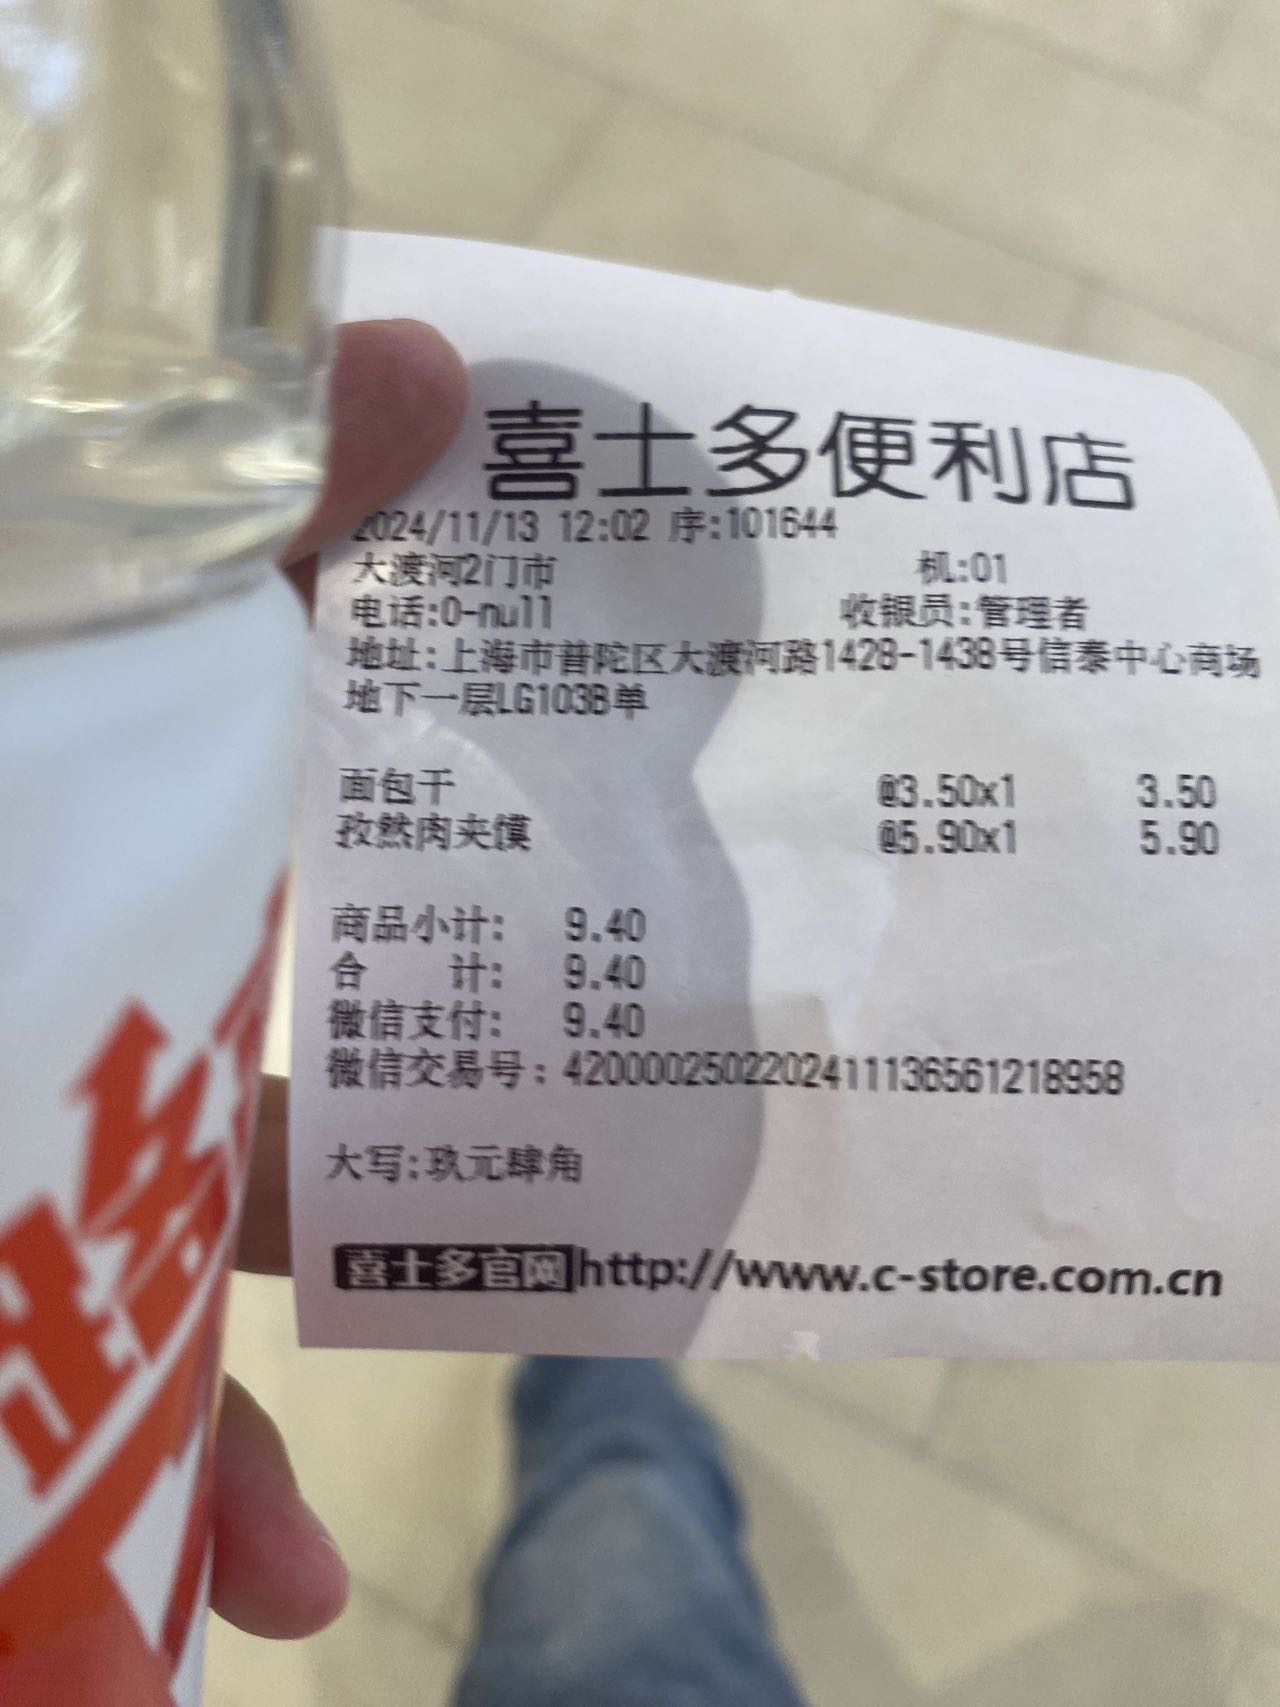 喜士多便利店
2024/11/13 12:02 序:101644
大渡河2门市 机:01
电话:0-null 收银员:管理者
地址:上海市普陀区大渡河路1428-1438号信泰中心商场
地下一层LG103B单
面包干 @3.50x1 3.50
孜然肉夹馍 @5.90x1 5.90
商品小计: 9.40
合 计: 9.40
微信支付: 9.40
微信交易号: 4200002502202411136561218958
大写:玖元肆角
喜士多官网http://www.c-store.com.cn